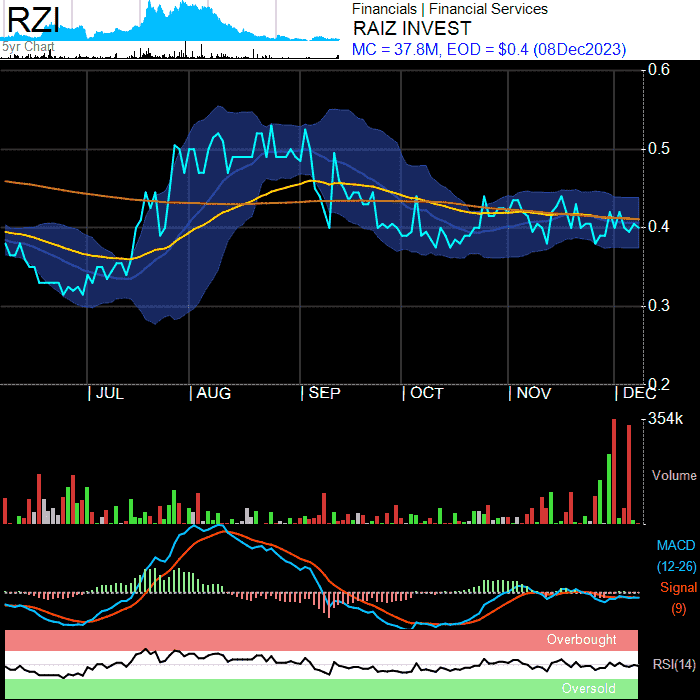 RZI
5yr Chart
Financials | Financial Services
RAIZ INVEST
MC = 37.8M, EOD = $0.4 (08Dec2023)
0.6
0.5
0.4
0.3
0.2
| JUL | AUG | SEP | OCT | NOV | DEC
354k
Volume
MACD
(12-26)
Signal
(9)
Overbought
RSI(14)
Oversold